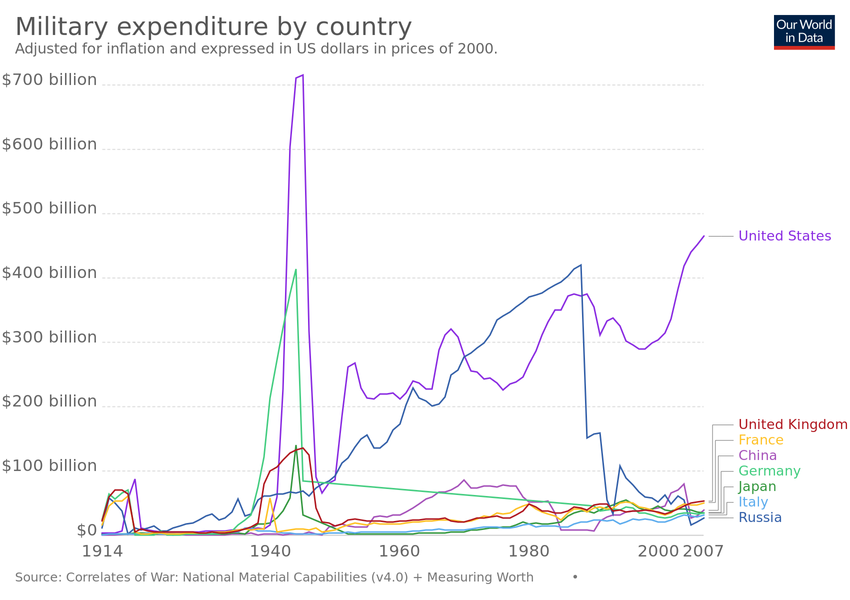 Military expenditure by country
Adjusted for inflation and expressed in US dollars in prices of 2000.
Our World
in Data
$700 billion
$600 billion
$500 billion
$400 billion
$300 billion
$200 billion
$100 billion
$0
1914
1940
1960
1980
2000
2007
United States
United Kingdom
France
China
Germany
Japan
Italy
Russia
Source: Correlates of War: National Material Capabilities (v4.0) + Measuring Worth •